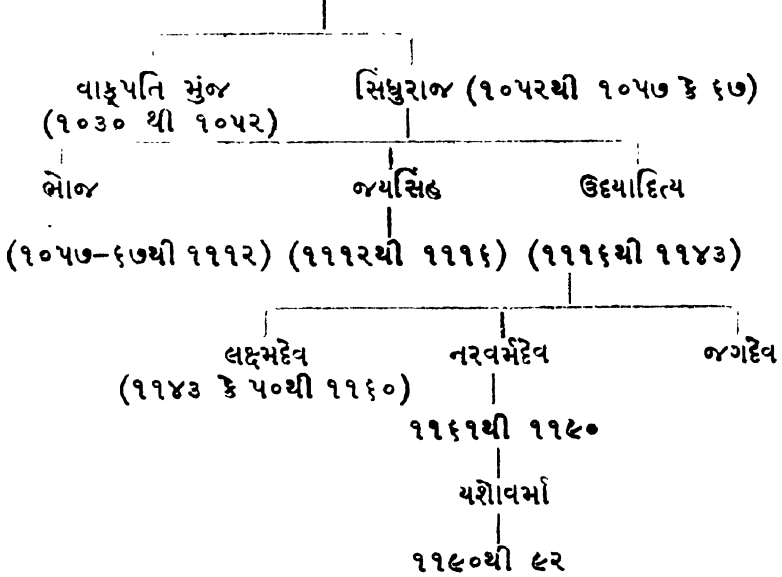 વાક્પતિ મુંજ સિંધુરાજ (૧૦૫૨થી ૧૦૫૭ કે ૬૭)
(૧૦૩૦ થી ૧૦૫૨)
ભોજ જયસિંહ ઉદયાદિત્ય
(૧૦૫૭-૬૭થી ૧૧૧૨) (૧૧૧૨થી ૧૧૧૬) (૧૧૧૬થી ૧૧૪૩)
લક્ષ્મદેવ નરવર્મદેવ જગદેવ
(૧૧૪૩ કે ૫૦થી ૧૧૬૦)
૧૧૬૧થી ૧૧૯૦
યશોવર્મા
૧૧૯૦થી ૯૨